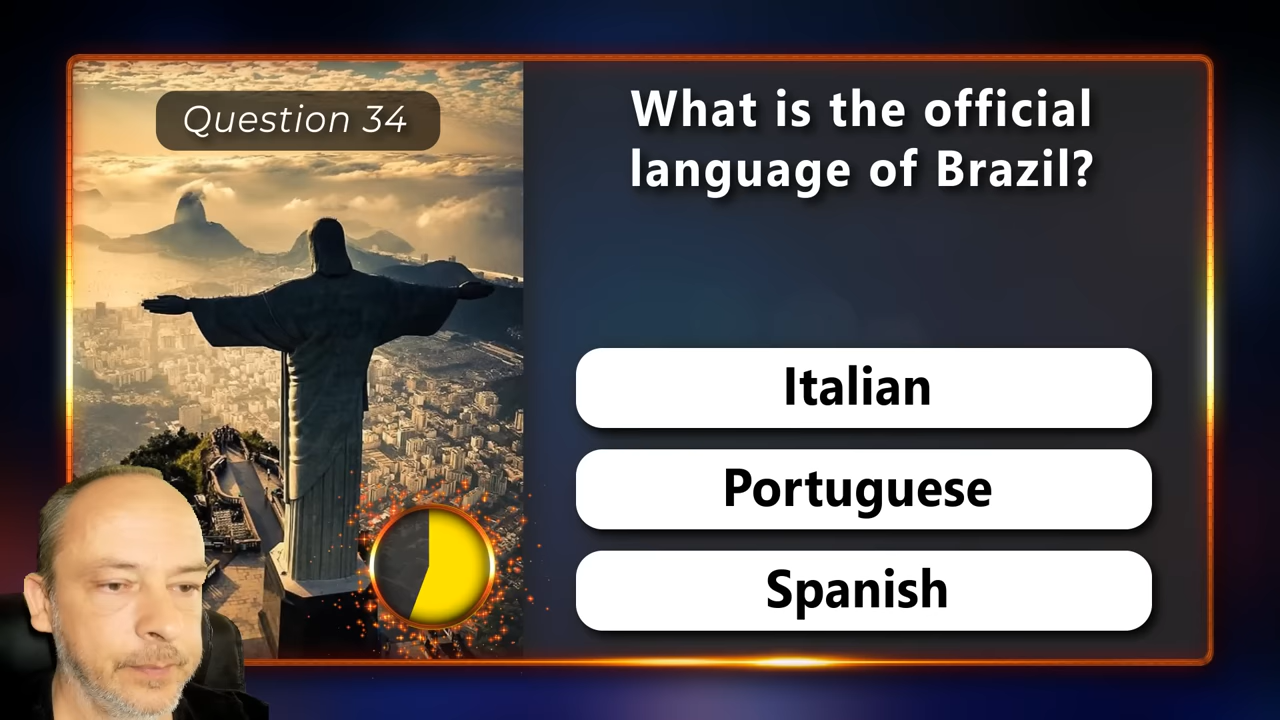 Question 34
What is the official
language of Brazil?
Italian
Portuguese
Spanish